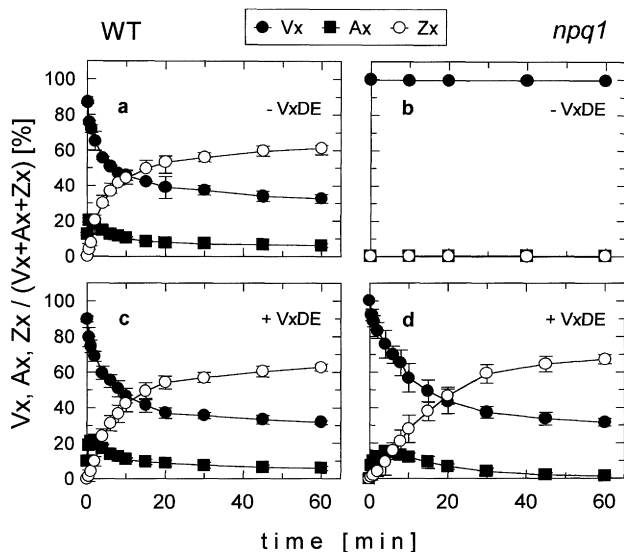 WT
Vx Ax Zx
npq1
Vx, Ax, Zx / (Vx+Ax+Zx) [%]
100
80
60
40
20
0
a
- VxDE
b
- VxDE
100
80
60
40
20
0
c
+ VxDE
d
+ VxDE
0 20 40 60
0 20 40 60
time [min]